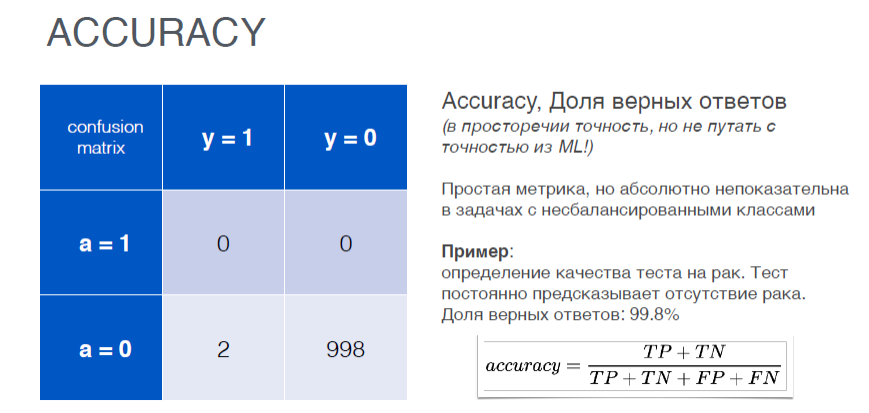 ACCURACY
confusion
matrix
y = 1
y = 0
a = 1
0
0
a = 0
2
998
Accuracy, Доля верных ответов
(в просторечии точность, но не путать с
точностью из ML!)
Простая метрика, но абсолютно непоказательна
в задачах с несбалансированными классами
Пример:
определение качества теста на рак. Тест
постоянно предсказывает отсутствие рака.
Доля верных ответов: 99.8%
accuracy = (TP + TN) / (TP + TN + FP + FN)